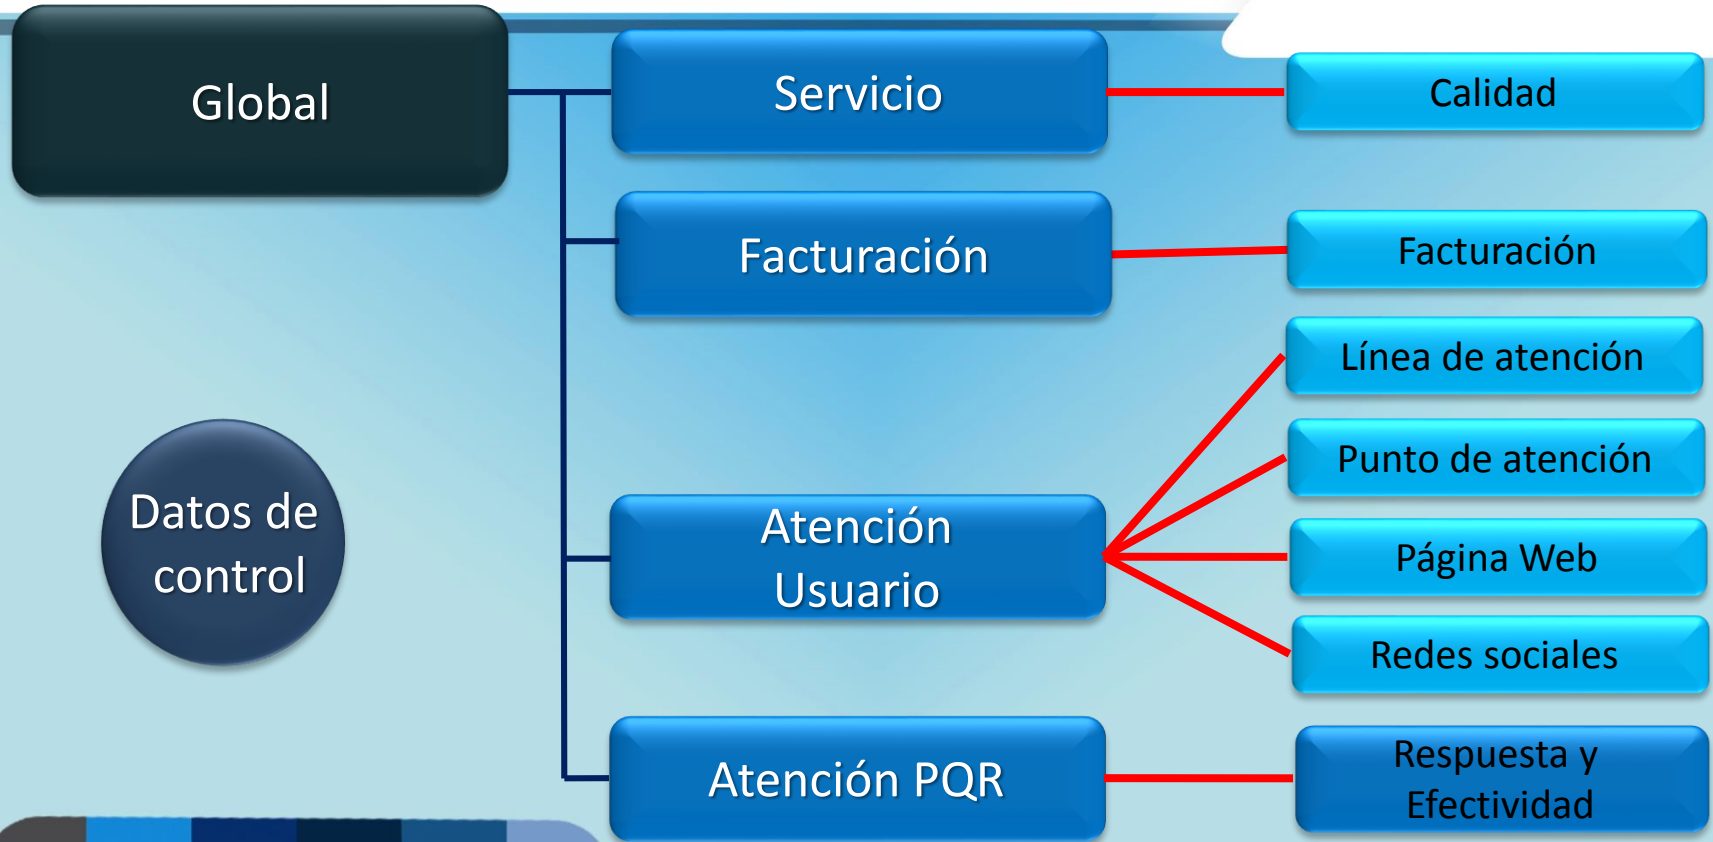 Global
Servicio
Calidad
Facturación
Facturación
Línea de atención
Punto de atención
Datos de
control
Atención
Usuario
Página Web
Redes sociales
Atención PQR
Respuesta y
Efectividad